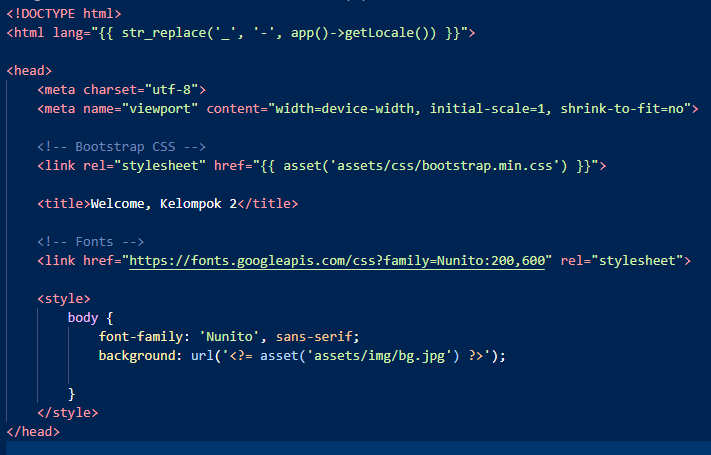 <!DOCTYPE html>
<html lang="{{ str_replace('_', '-', app()->getLocale()) }}">
<head>
<meta charset="utf-8">
<meta name="viewport" content="width=device-width, initial-scale=1, shrink-to-fit=no">
<!-- Bootstrap CSS -->
<link rel="stylesheet" href="{{ asset('assets/css/bootstrap.min.css') }}">
<title>Welcome, Kelompok 2</title>
<!-- Fonts -->
<link href="https://fonts.googleapis.com/css?family=Nunito:200,600" rel="stylesheet">
<style>
body {
font-family: 'Nunito', sans-serif;
background: url('<?= asset('assets/img/bg.jpg') ?>');
}
</style>
</head>